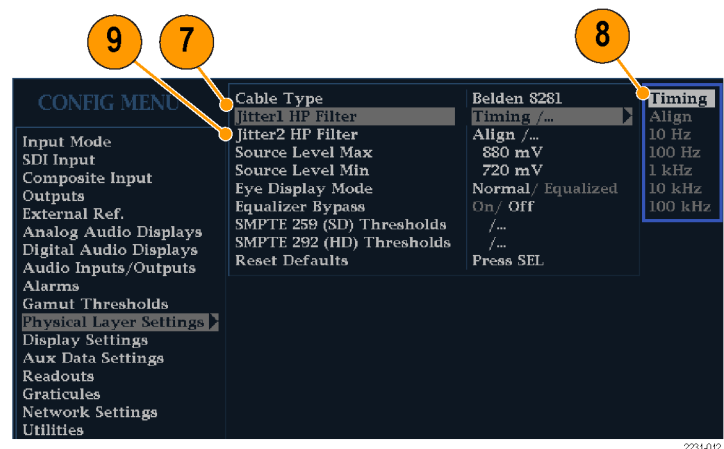 9 7 8
CONFIG MENU
Input Mode
SDI Input
Composite Input
Outputs
External Ref.
Analog Audio Displays
Digital Audio Displays
Audio Inputs/Outputs
Alarms
Gamut Thresholds
Physical Layer Settings
Display Settings
Aux Data Settings
Readouts
Graticules
Network Settings
Utilities
Cable Type Belden 8281
Jitter1 HP Filter Timing /...
Jitter2 HP Filter Align /...
Source Level Max 880 mV
Source Level Min 720 mV
Eye Display Mode Normal/ Equalized
Equalizer Bypass On/ Off
SMPTE 259 (SD) Thresholds /...
SMPTE 292 (HD) Thresholds /...
Reset Defaults Press SEL
Timing
Align
10 Hz
100 Hz
1 kHz
10 kHz
100 kHz
2231-012